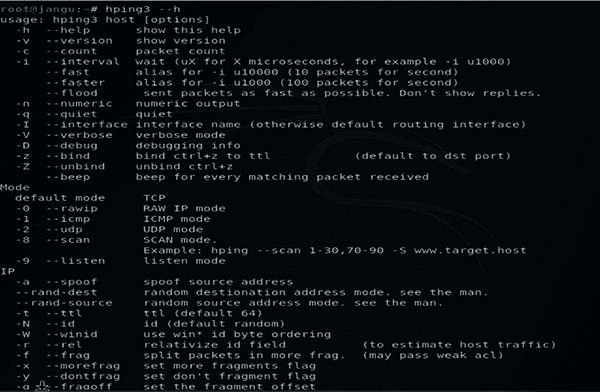 root@jangu:~# hping3 --h
usage: hping3 host [options]
-h --help show this help
-v --version show version
-c --count packet count
-i --interval wait (uX for X microseconds, for example -i u1000)
--fast alias for -i u10000 (10 packets for second)
--faster alias for -i u1000 (100 packets for second)
--flood sent packets as fast as possible. Don't show replies.
-n --numeric numeric output
-q --quiet quiet
-I --interface interface name (otherwise default routing interface)
-V --verbose verbose mode
-D --debug debugging info
-z --bind bind ctrl+z to ttl (default to dst port)
-Z --unbind unbind ctrl+z
--beep beep for every matching packet received
Mode
default mode TCP
-0 --rawip RAW IP mode
-1 --icmp ICMP mode
-2 --udp UDP mode
-8 --scan SCAN mode.
Example: hping --scan 1-30,70-90 -S www.target.host
-9 --listen listen mode
IP
-a --spoof spoof source address
--rand-dest random destionation address mode. see the man.
--rand-source random source address mode. see the man.
-t --ttl ttl (default 64)
-N --id id (default random)
-W --winid use win* id byte ordering
-r --rel relativize id field (to estimate host traffic)
-f --frag split packets in more frag. (may pass weak acl)
-x --morefrag set more fragments flag
-y --dontfrag set don't fragment flag
-g --fragoff set the fragment offset